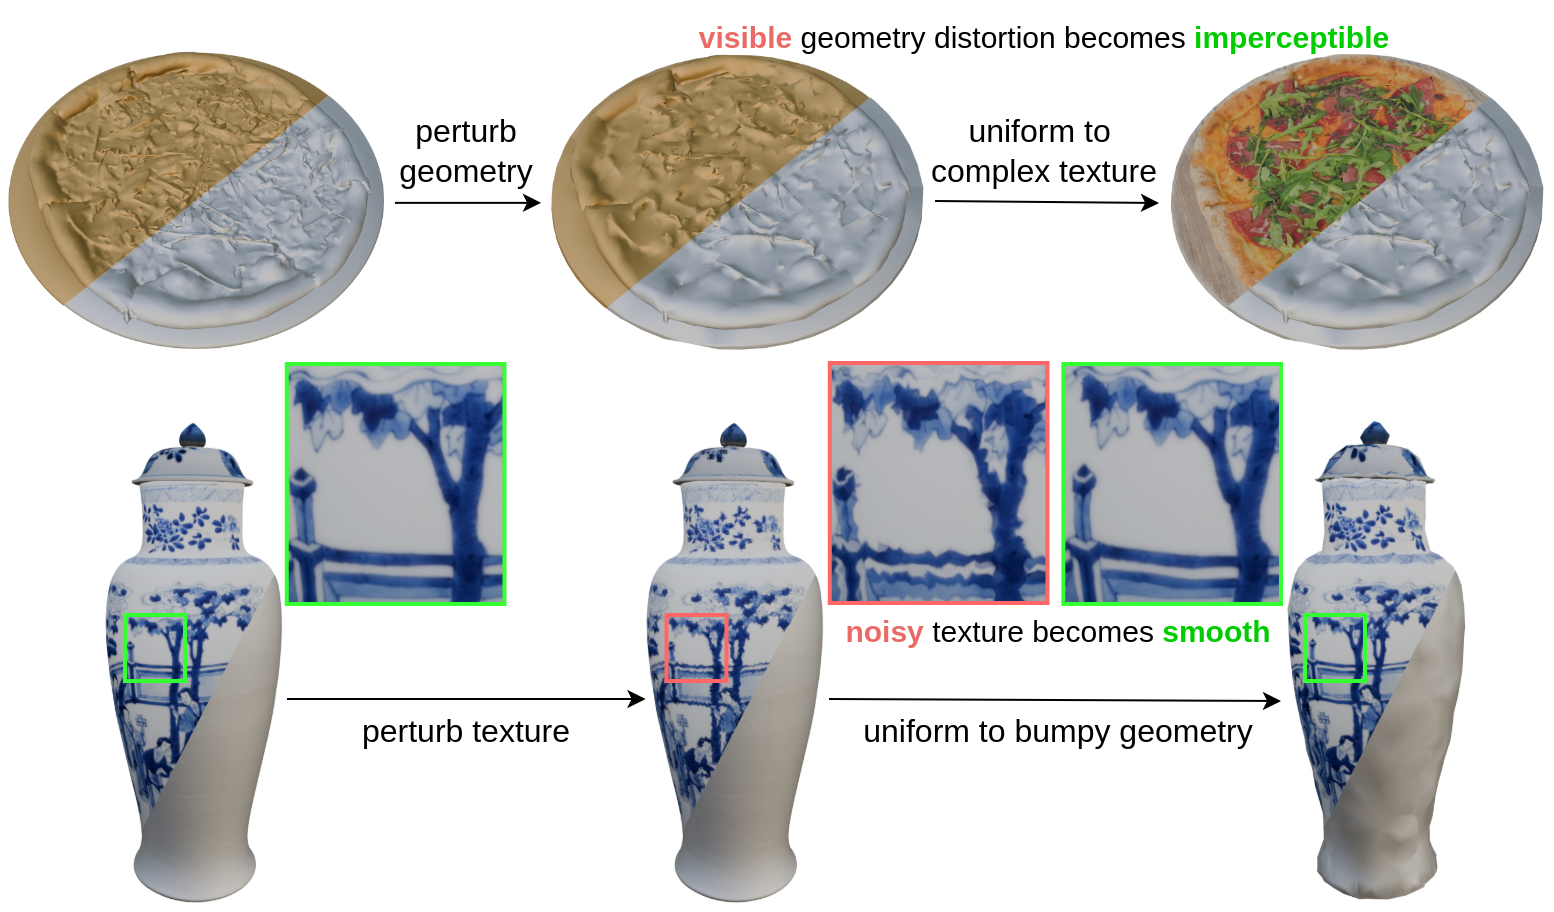 visible geometry distortion becomes imperceptible
perturb
geometry
uniform to
complex texture
noisy texture becomes smooth
perturb texture
uniform to bumpy geometry